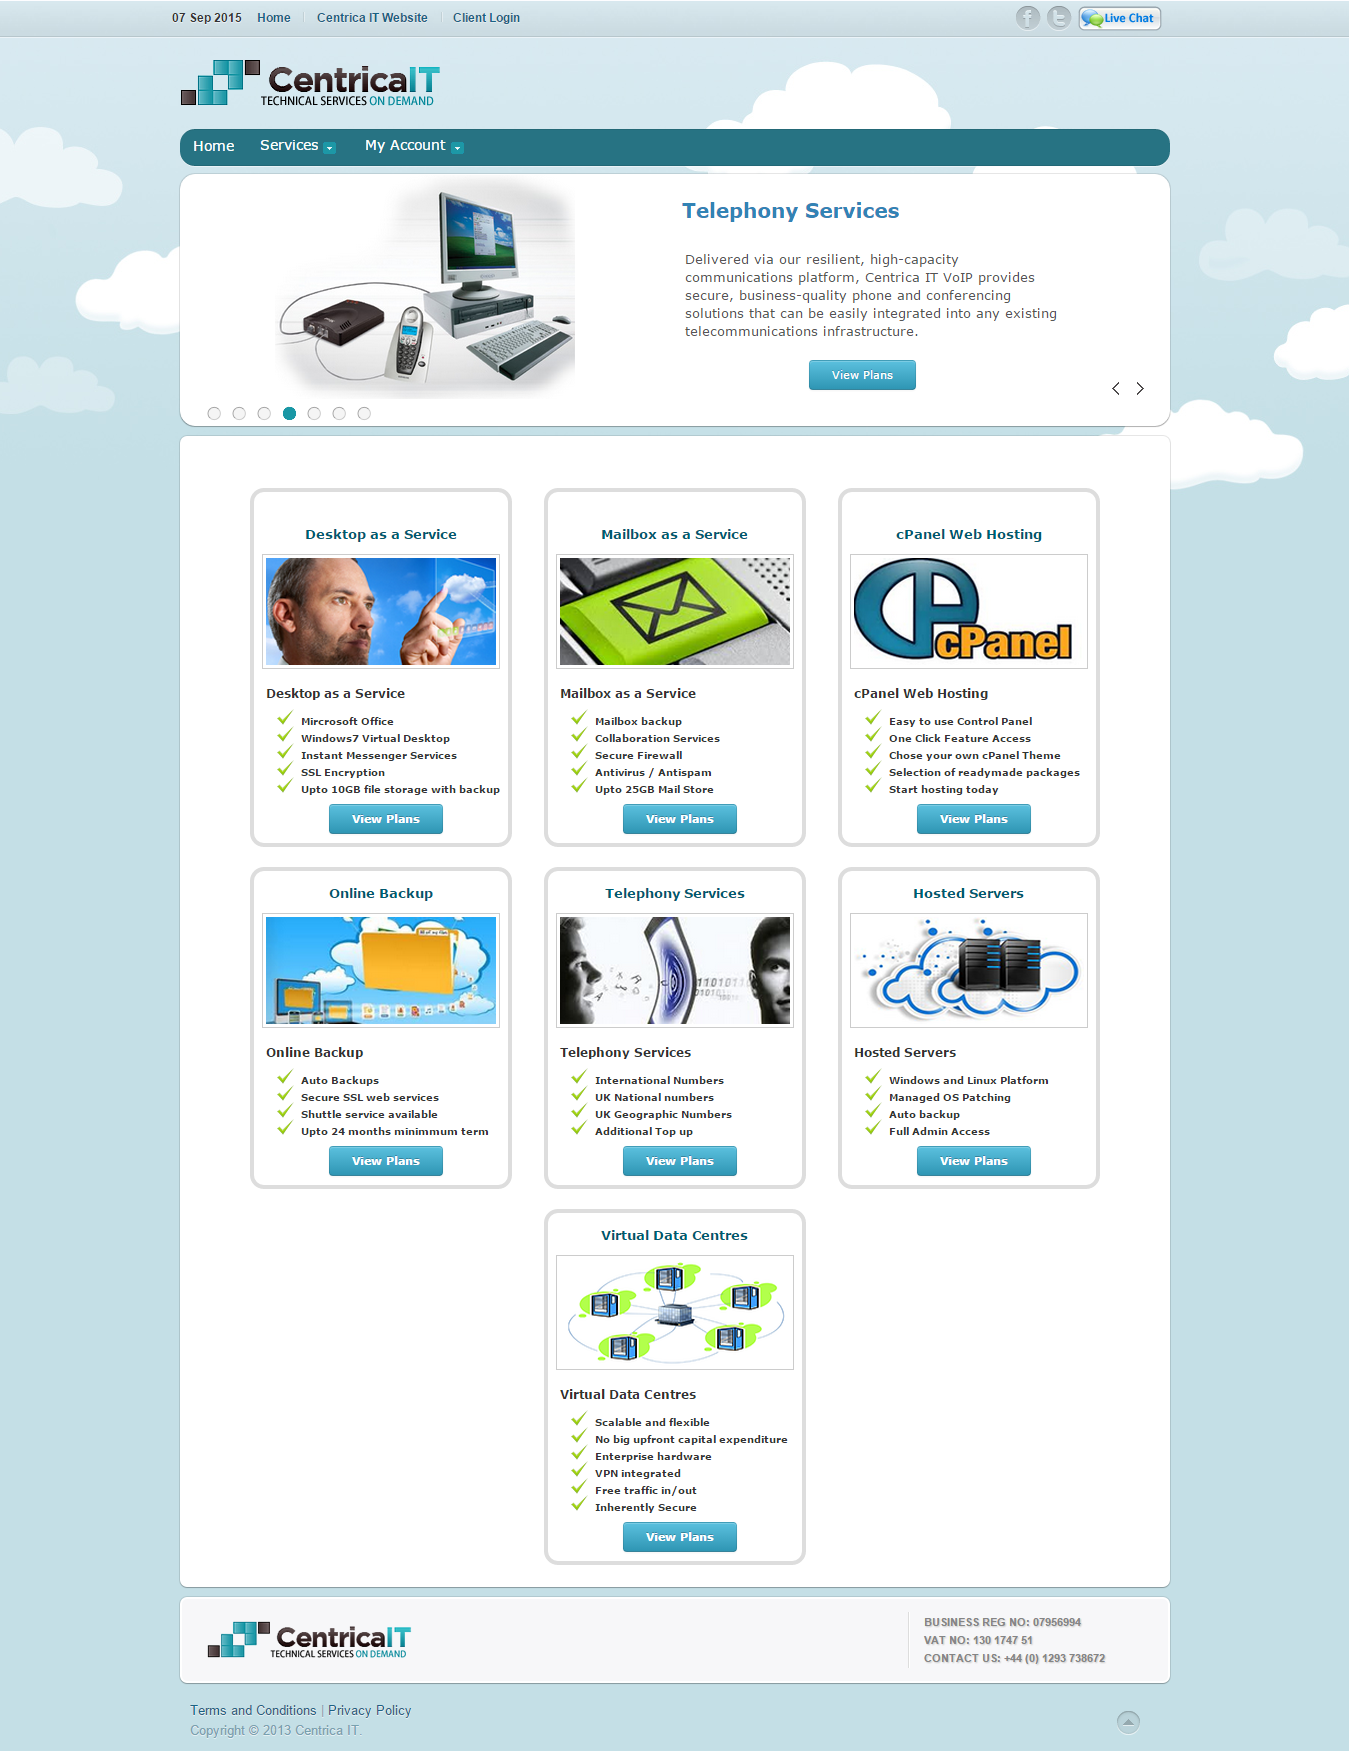 07 Sep 2015 Home Centrica IT Website Client Login
Live Chat
CentricaIT
TECHNICAL SERVICES ON DEMAND
Home Services My Account
Telephony Services
Delivered via our resilient, high-capacity
communications platform, Centrica IT VoIP provides
secure, business-quality phone and conferencing
solutions that can be easily integrated into any existing
telecommunications infrastructure.
View Plans
Desktop as a Service
Desktop as a Service
Mircrosoft Office
Windows7 Virtual Desktop
Instant Messenger Services
SSL Encryption
Upto 10GB file storage with backup
View Plans
Mailbox as a Service
Mailbox as a Service
Mailbox backup
Collaboration Services
Secure Firewall
Antivirus / Antispam
Upto 25GB Mail Store
View Plans
cPanel Web Hosting
cPanel
cPanel Web Hosting
Easy to use Control Panel
One Click Feature Access
Chose your own cPanel Theme
Selection of readymade packages
Start hosting today
View Plans
Online Backup
Online Backup
Auto Backups
Secure SSL web services
Shuttle service available
Upto 24 months minimmum term
View Plans
Telephony Services
Telephony Services
International Numbers
UK National numbers
UK Geographic Numbers
Additional Top up
View Plans
Hosted Servers
Hosted Servers
Windows and Linux Platform
Managed OS Patching
Auto backup
Full Admin Access
View Plans
Virtual Data Centres
Virtual Data Centres
Scalable and flexible
No big upfront capital expenditure
Enterprise hardware
VPN integrated
Free traffic in/out
Inherently Secure
View Plans
CentricaIT
TECHNICAL SERVICES ON DEMAND
BUSINESS REG NO: 07956994
VAT NO: 130 1747 51
CONTACT US: +44 (0) 1293 738672
Terms and Conditions | Privacy Policy
Copyright © 2013 Centrica IT.